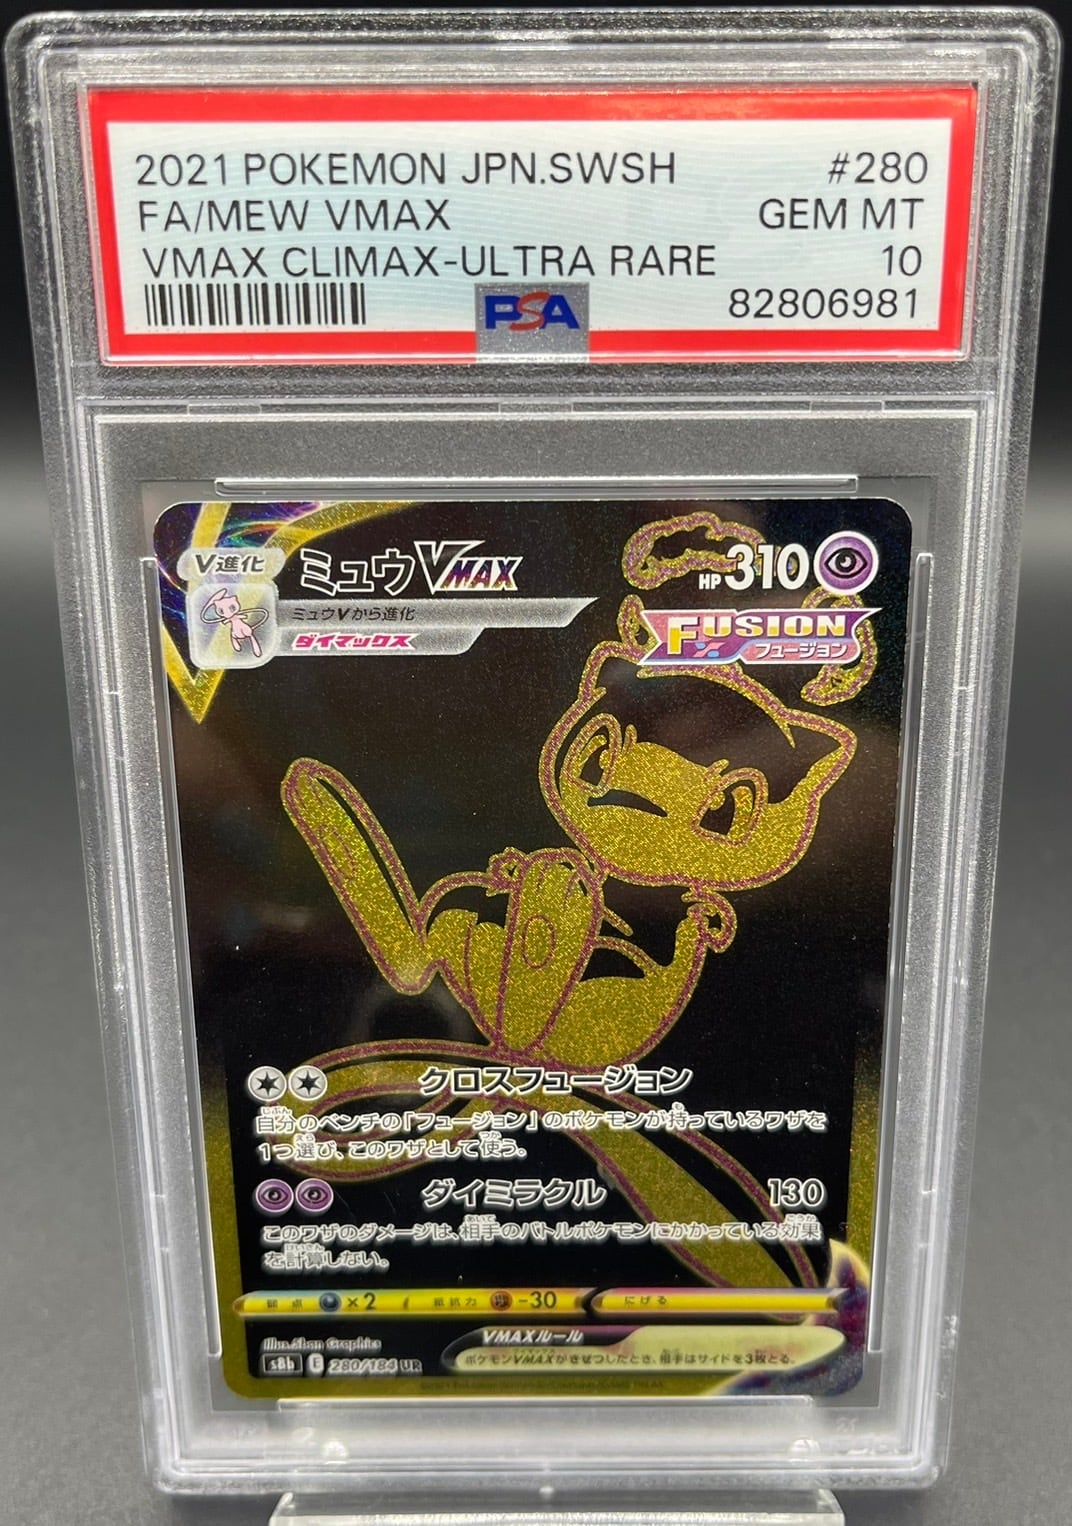 2021 POKEMON JPN.SWSH #280
FA/MEW VMAX GEM MT
VMAX CLIMAX-ULTRA RARE 10
PSA 82806981
V進化 ミュウVMAX HP310
ミュウVから進化
ダイマックス
FUSION
フュージョン
クロスフュージョン
自分のベンチの「フュージョン」のポケモンが持っているワザを
1つ選び、このワザとして使う。
ダイミラクル 130
このワザのダメージは、相手のバトルポケモンにかかっている効果
を計算しない。
弱点 ×2 抵抗力 -30 にげる
Illus.5ban Graphics
VMAXルール
s8b E 280/184 UR
ポケモンVMAXがきぜつしたとき、相手はサイドを3枚とる。